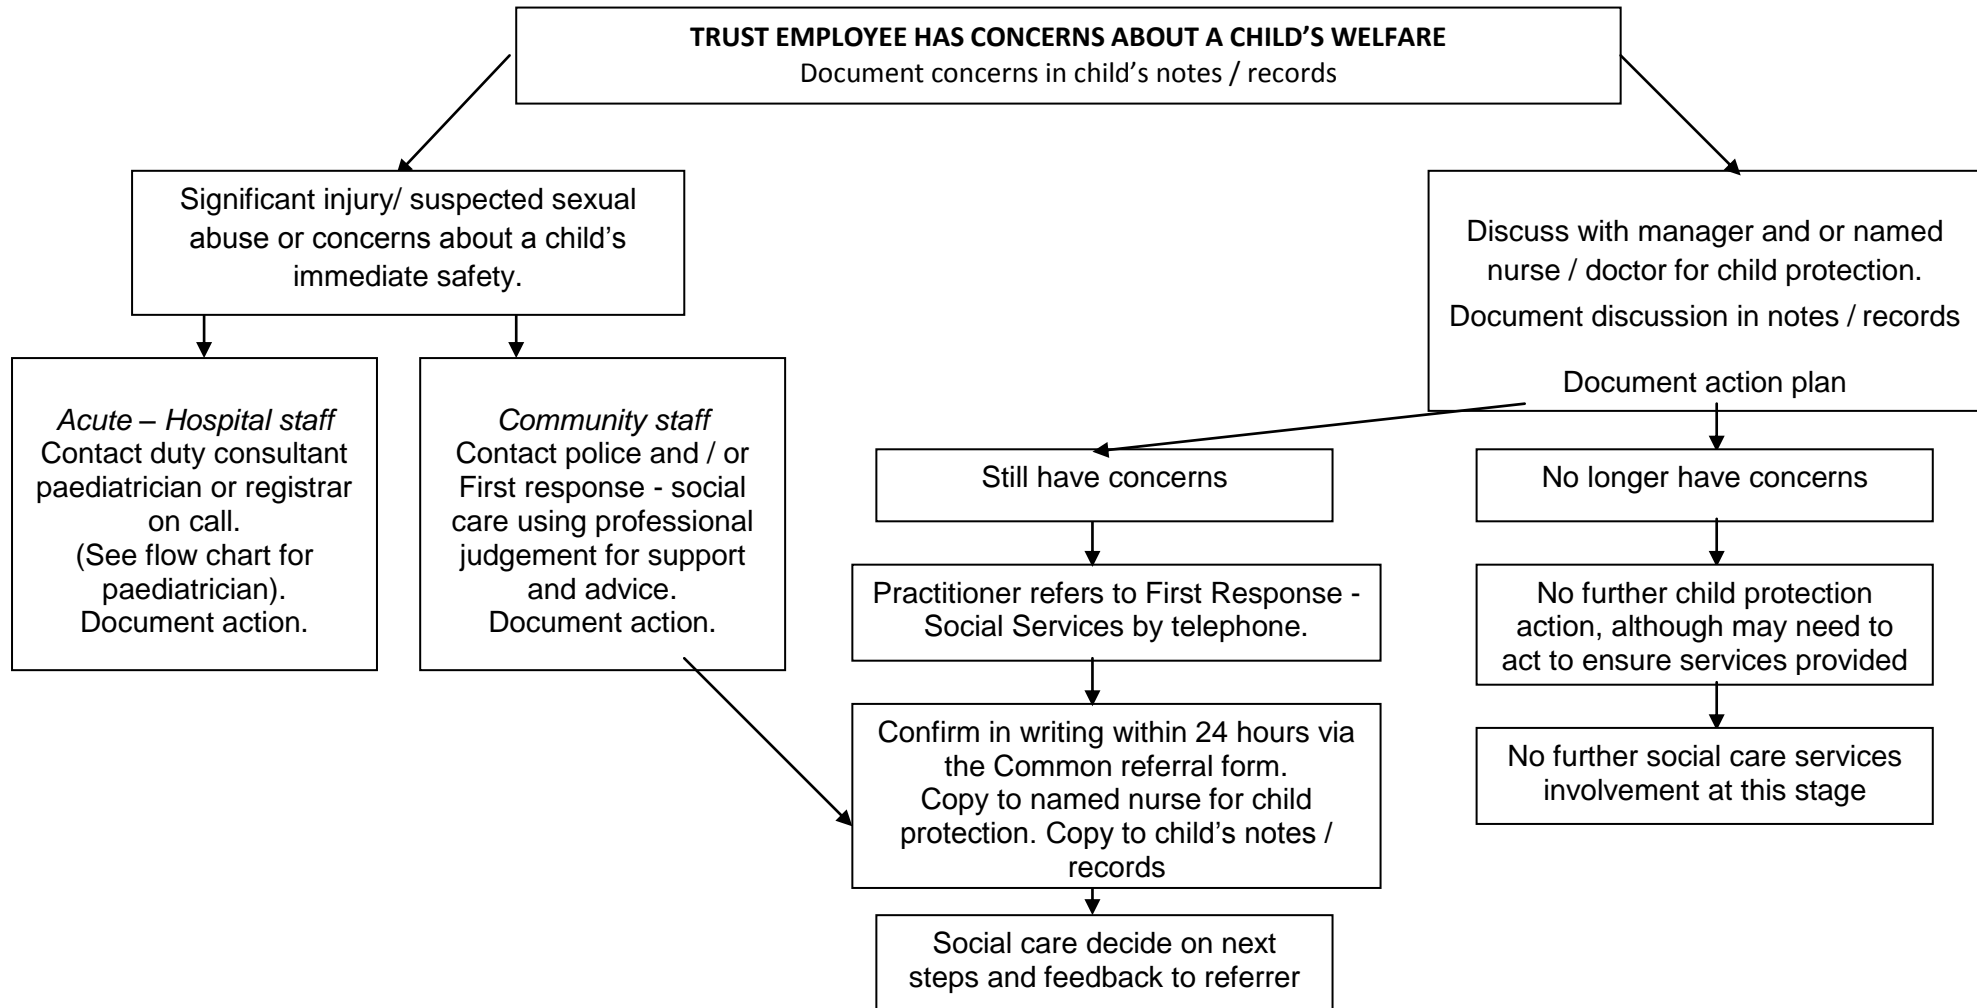 TRUST EMPLOYEE HAS CONCERNS ABOUT A CHILD’S WELFARE
Document concerns in child’s notes / records
Significant injury/ suspected sexual
abuse or concerns about a child’s
immediate safety.
Discuss with manager and or named
nurse / doctor for child protection.
Document discussion in notes / records
Document action plan
Acute – Hospital staff
Contact duty consultant
paediatrician or registrar
on call.
(See flow chart for
paediatrician).
Document action.
Community staff
Contact police and / or
First response - social
care using professional
judgement for support
and advice.
Document action.
Still have concerns
No longer have concerns
Practitioner refers to First Response -
Social Services by telephone.
No further child protection
action, although may need to
act to ensure services provided
Confirm in writing within 24 hours via
the Common referral form.
Copy to named nurse for child
protection. Copy to child’s notes /
records
No further social care services
involvement at this stage
Social care decide on next
steps and feedback to referrer